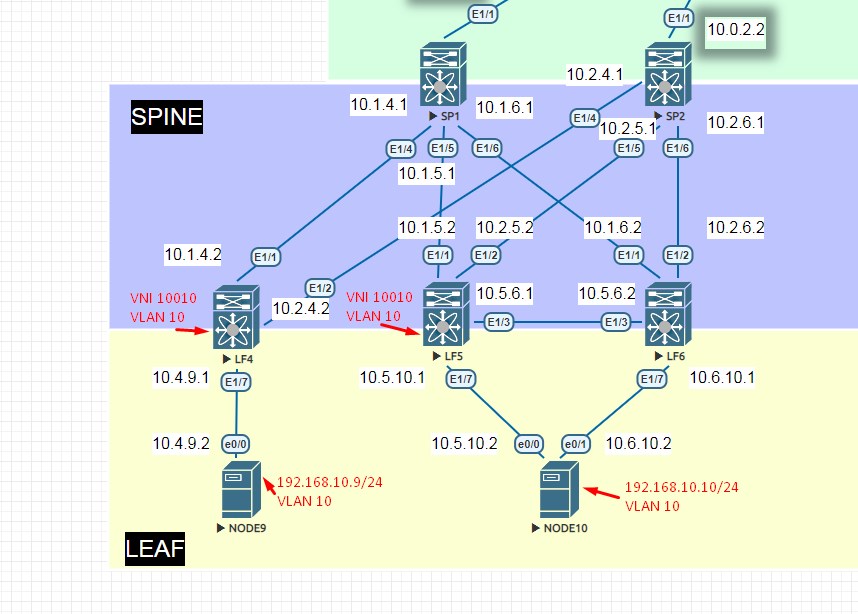 E1/1
E1/1
10.0.2.2
10.2.4.1
10.1.4.1
10.1.6.1
SPINE
SP1
E1/4
SP2
10.2.5.1
10.2.6.1
E1/4
E1/5
E1/6
E1/5
E1/6
10.1.5.1
10.1.5.2
10.2.5.2
10.1.6.2
10.2.6.2
10.1.4.2
E1/1
E1/1
E1/2
E1/1
E1/2
E1/2
VNI 10010
VLAN 10
10.2.4.2
VNI 10010
VLAN 10
10.5.6.1
10.5.6.2
E1/3
E1/3
LF4
LF5
LF6
10.4.9.1
E1/7
10.5.10.1
E1/7
E1/7
10.6.10.1
10.4.9.2
e0/0
10.5.10.2
e0/0
e0/1
10.6.10.2
192.168.10.9/24
VLAN 10
192.168.10.10/24
VLAN 10
NODE9
NODE10
LEAF